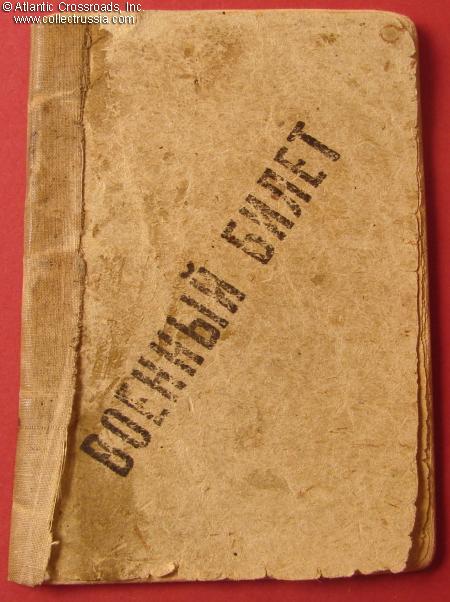 © Atlantic Crossroads, Inc.
www.collectrussia.com
ВОЕННЫЙ БИЛЕТ